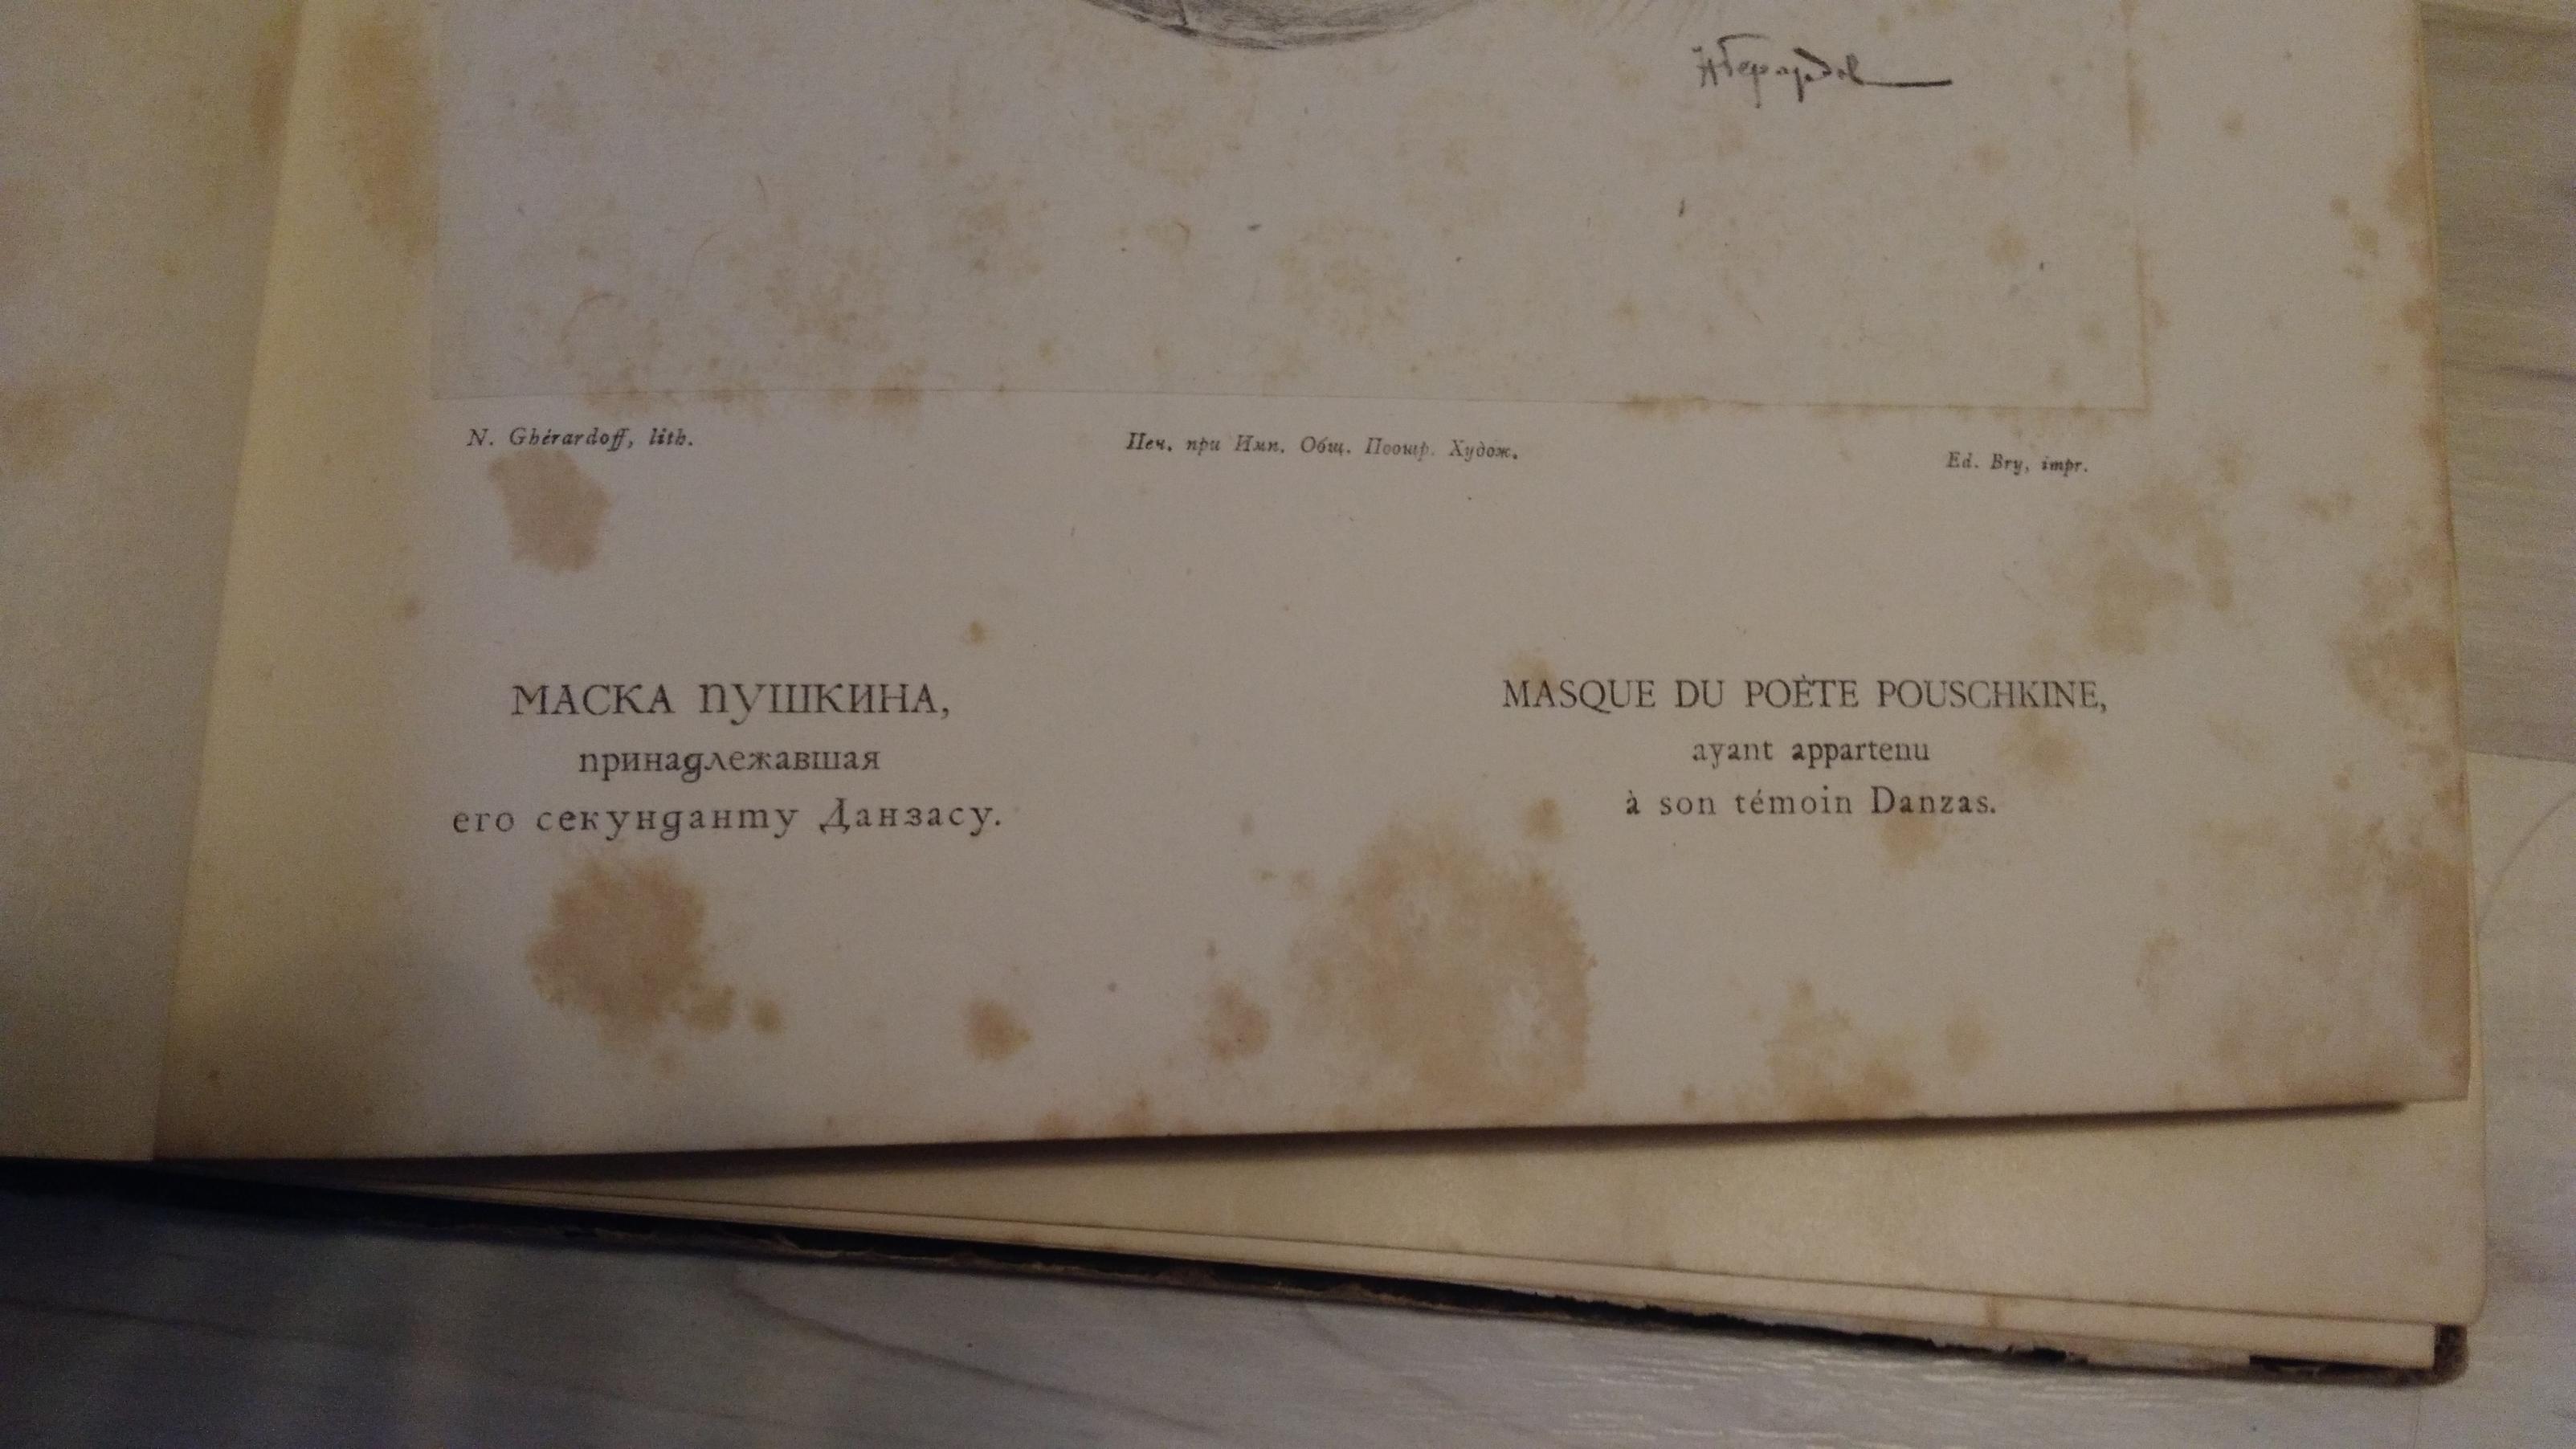 НГерардов
N. Ghérardoff, lith. Печ. при Имп. Общ. Поощр. Худож. Ed. Bry, impr.
МАСКА ПУШКИНА,
принадлежавшая
его секунданту Данзасу.
MASQUE DU POÈTE POUSCHKINE,
ayant appartenu
à son témoin Danzas.